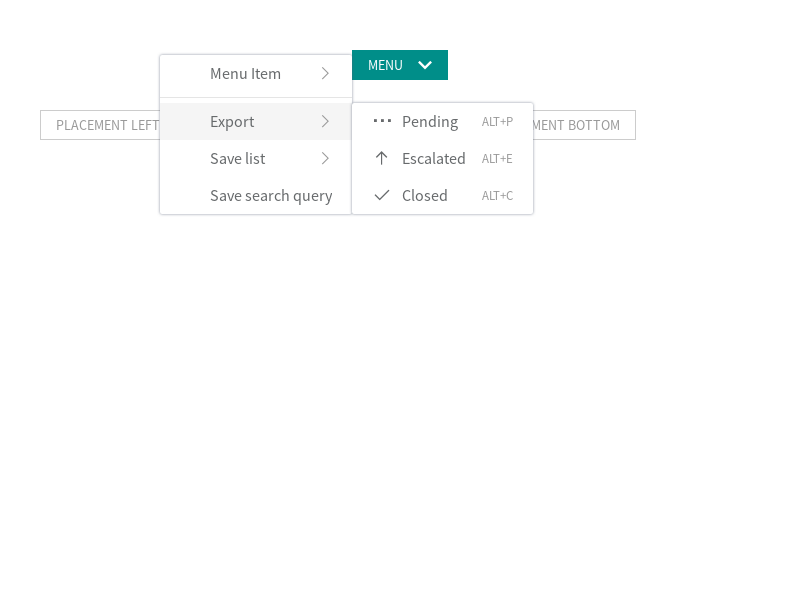 MENU
Menu Item
PLACEMENT LEFT
MENT BOTTOM
Export
Save list
Save search query
Pending ALT+P
Escalated ALT+E
Closed ALT+C